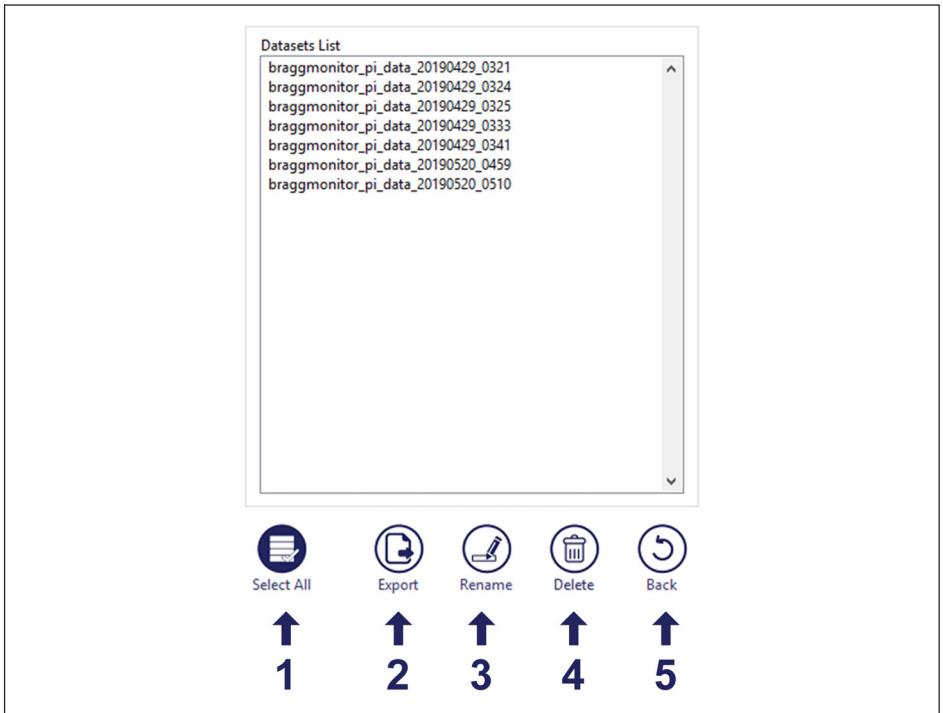 Datasets List
braggmonitor_pi_data_20190429_0321
braggmonitor_pi_data_20190429_0324
braggmonitor_pi_data_20190429_0325
braggmonitor_pi_data_20190429_0333
braggmonitor_pi_data_20190429_0341
braggmonitor_pi_data_20190520_0459
braggmonitor_pi_data_20190520_0510
Select All Export Rename Delete Back
1 2 3 4 5